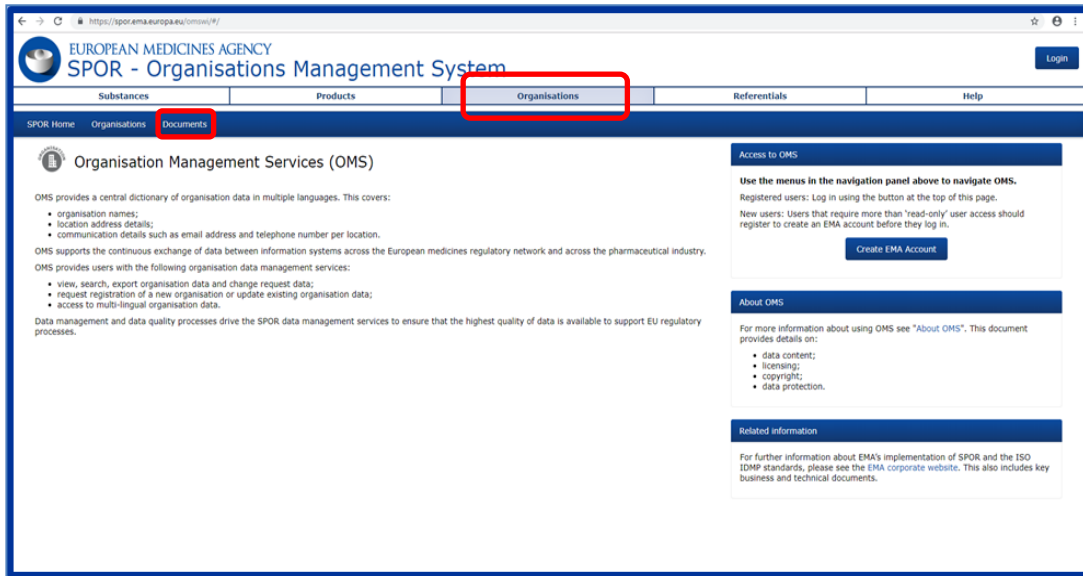 https://spor.ema.europa.eu/omswi/#/
EUROPEAN MEDICINES AGENCY
SPOR - Organisations Management System
Login
Substances
Products
Organisations
Referentials
Help
SPOR Home
Organisations
Documents
Organisation Management Services (OMS)
OMS provides a central dictionary of organisation data in multiple languages. This covers:
• organisation names;
• location address details;
• communication details such as email address and telephone number per location.
OMS supports the continuous exchange of data between information systems across the European medicines regulatory network and across the pharmaceutical industry.
OMS provides users with the following organisation data management services:
• view, search, export organisation data and change request data;
• request registration of a new organisation or update existing organisation data;
• access to multi-lingual organisation data.
Data management and data quality processes drive the SPOR data management services to ensure that the highest quality of data is available to support EU regulatory
processes.
Access to OMS
Use the menus in the navigation panel above to navigate OMS.
Registered users: Log in using the button at the top of this page.
New users: Users that require more than 'read-only' user access should
register to create an EMA account before they log in.
Create EMA Account
About OMS
For more information about using OMS see "About OMS". This document
provides details on:
• data content;
• licensing;
• copyright;
• data protection.
Related information
For further information about EMA's implementation of SPOR and the ISO
IDMP standards, please see the EMA corporate website. This also includes key
business and technical documents.